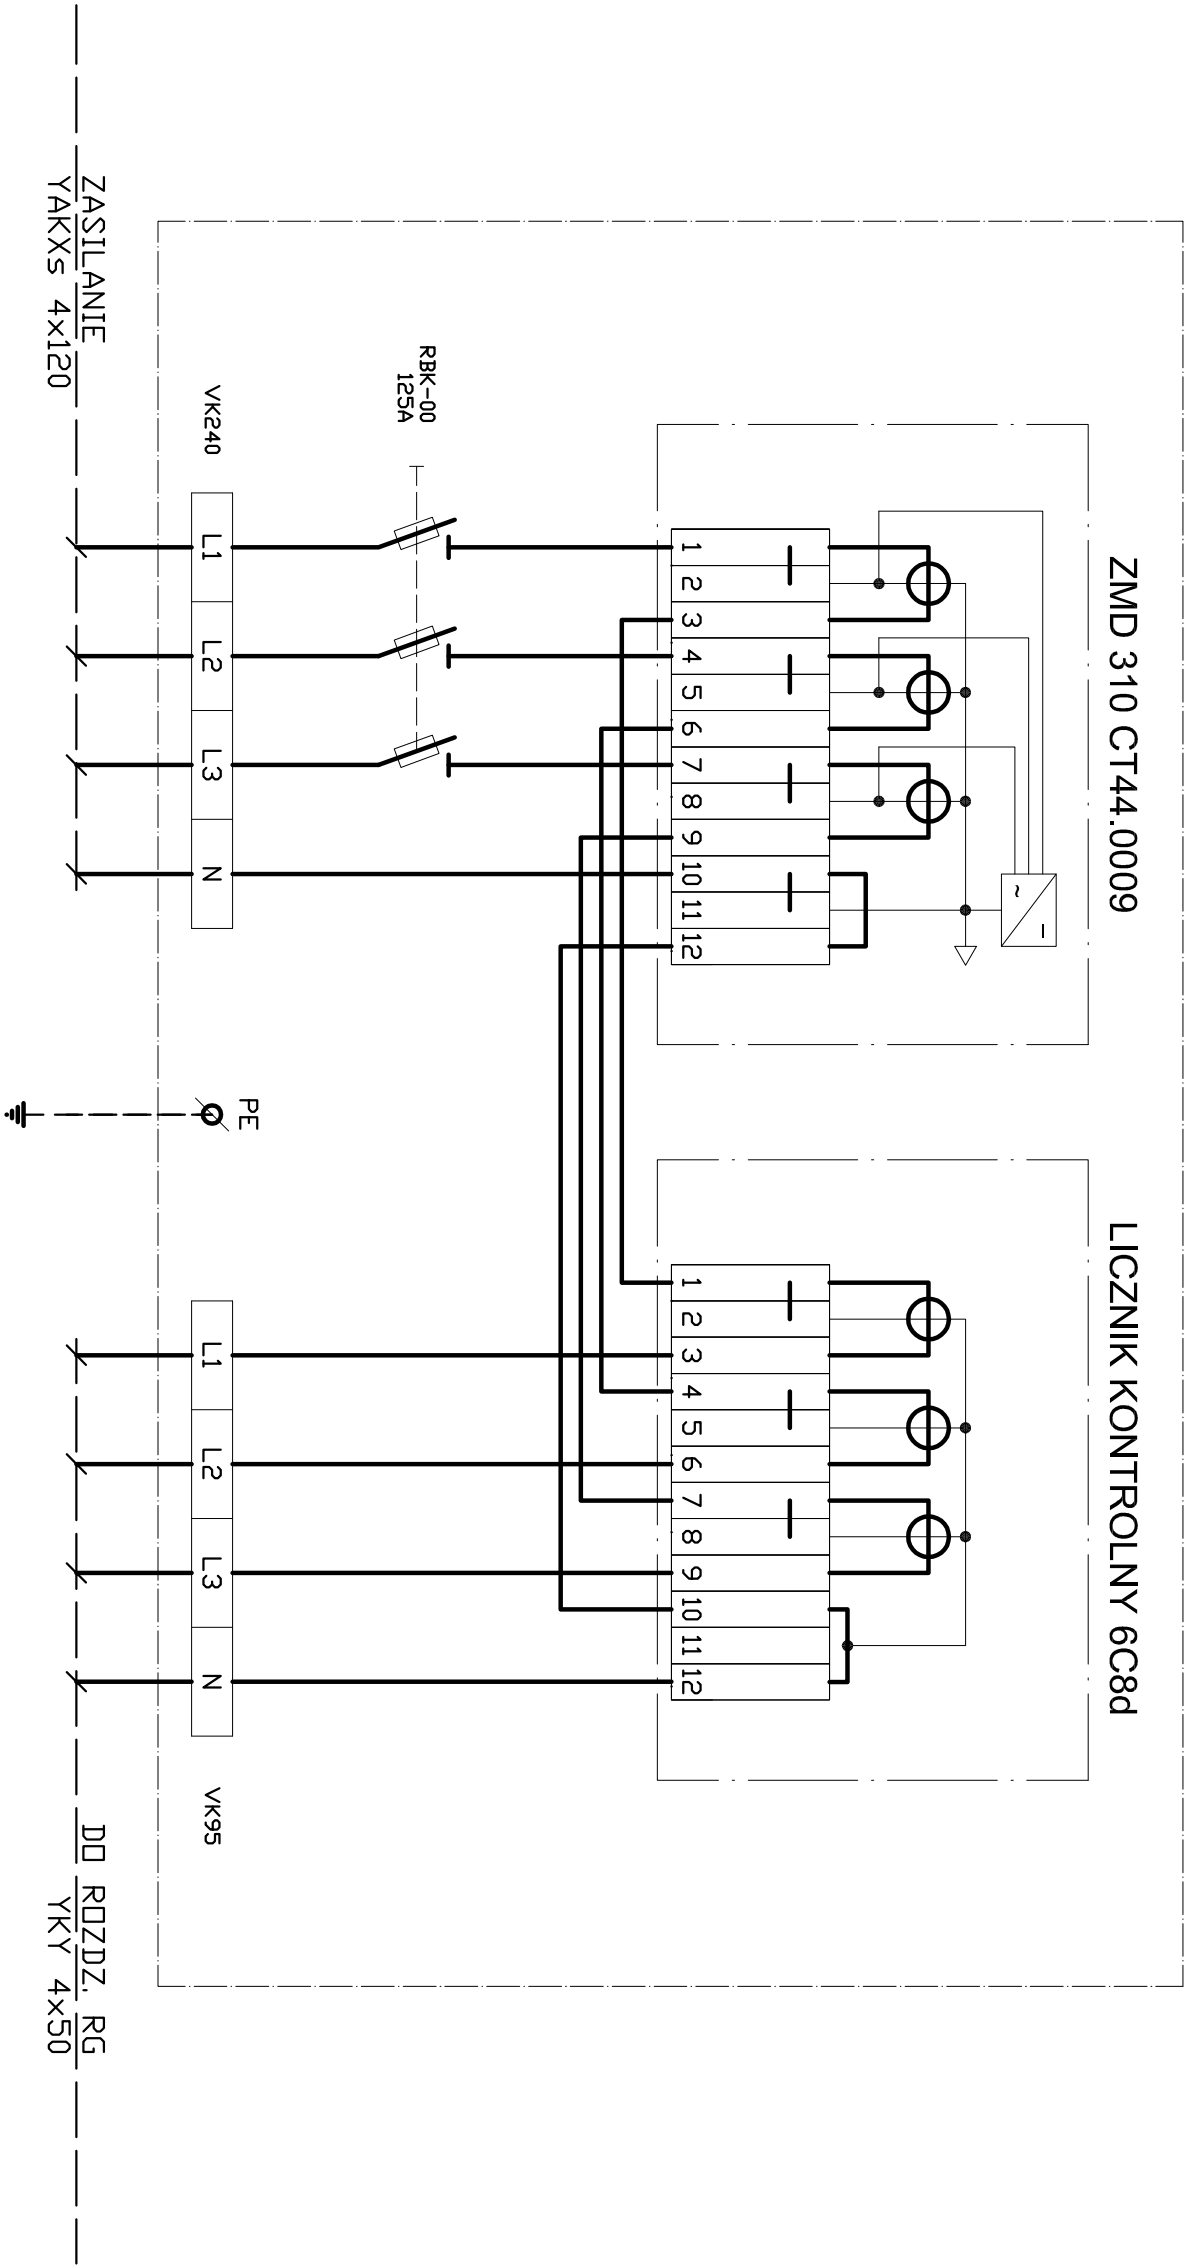 ZMD 310 CT44.0009
LICZNIK KONTROLNY 6C8d
~
–
1
2
3
4
5
6
7
8
9
10
11
12
1
2
3
4
5
6
7
8
9
10
11
12
RBK-00
125A
VK240
L1
L2
L3
N
PE
L1
L2
L3
N
VK95
ZASILANIE
YAKXs 4x120
DO ROZDZ. RG
YKY 4x50